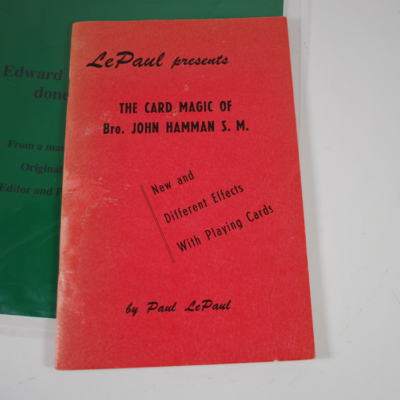 LePaul presents
THE CARD MAGIC OF
Bro. JOHN HAMMAN S. M.
New and
Different Effects
With Playing Cards
by Paul LePaul
Edward
done
From a
Original
Editor and